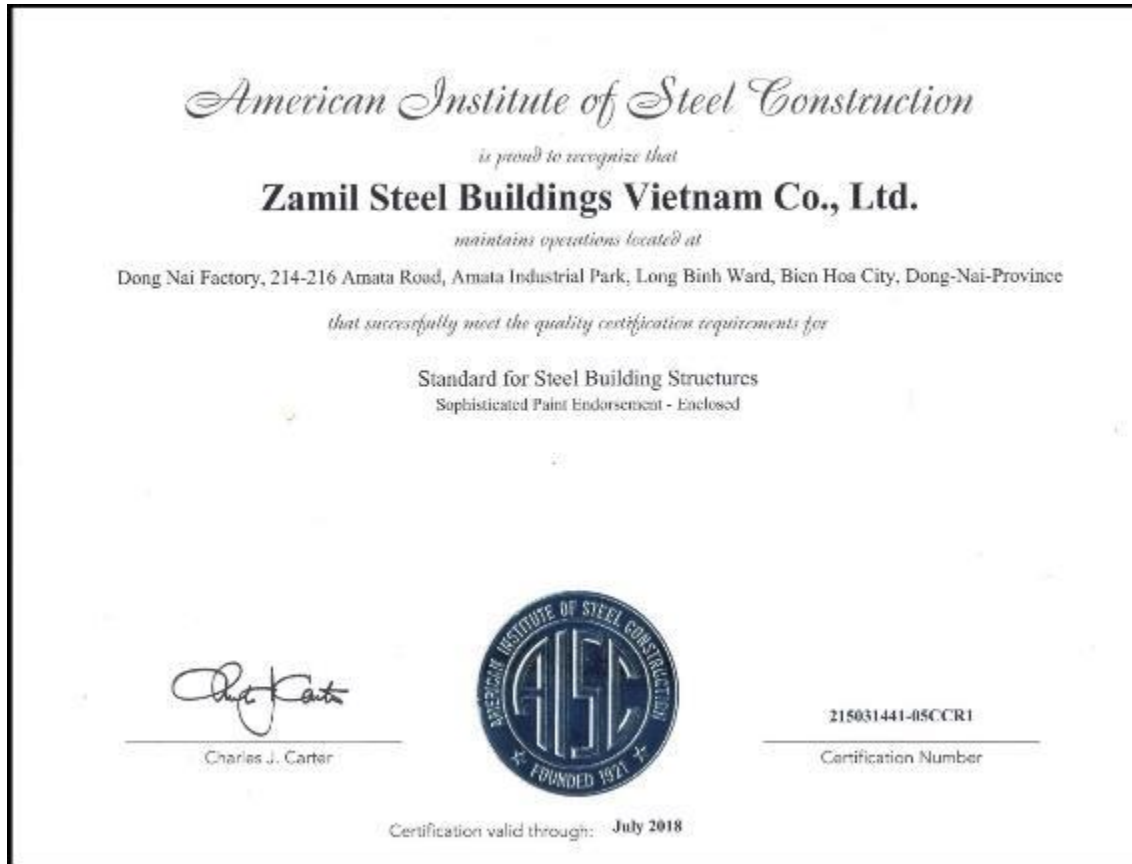 American Institute of Steel Construction
is proud to recognize that
Zamil Steel Buildings Vietnam Co., Ltd.
maintains operations located at
Dong Nai Factory, 214-216 Amata Road, Amata Industrial Park, Long Binh Ward, Bien Hoa City, Dong-Nai-Province
that successfully meet the quality certification requirements for
Standard for Steel Building Structures
Sophisticated Paint Endorsement - Enclosed
AMERICAN INSTITUTE OF STEEL CONSTRUCTION
AISC
FOUNDED 1921
215031441-05CCR1
Charles J. Carter
Certification Number
Certification valid through: July 2018